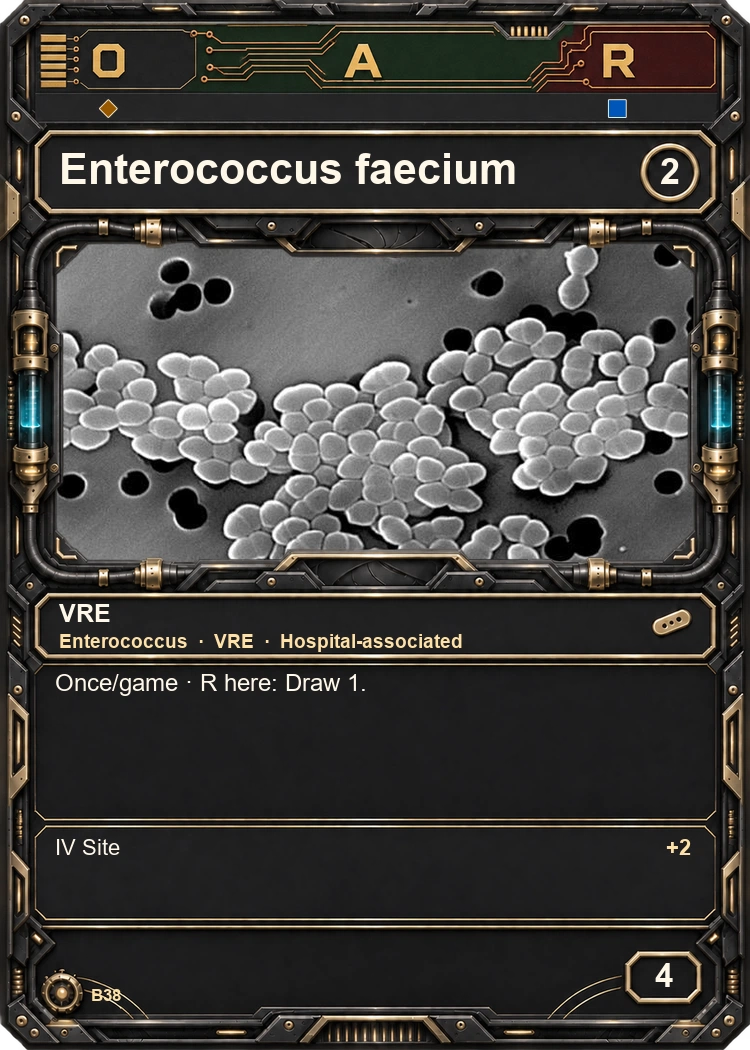 O A R
Enterococcus faecium
2
VRE
Enterococcus · VRE · Hospital-associated
Once/game · R here: Draw 1.
IV Site +2
B38
4